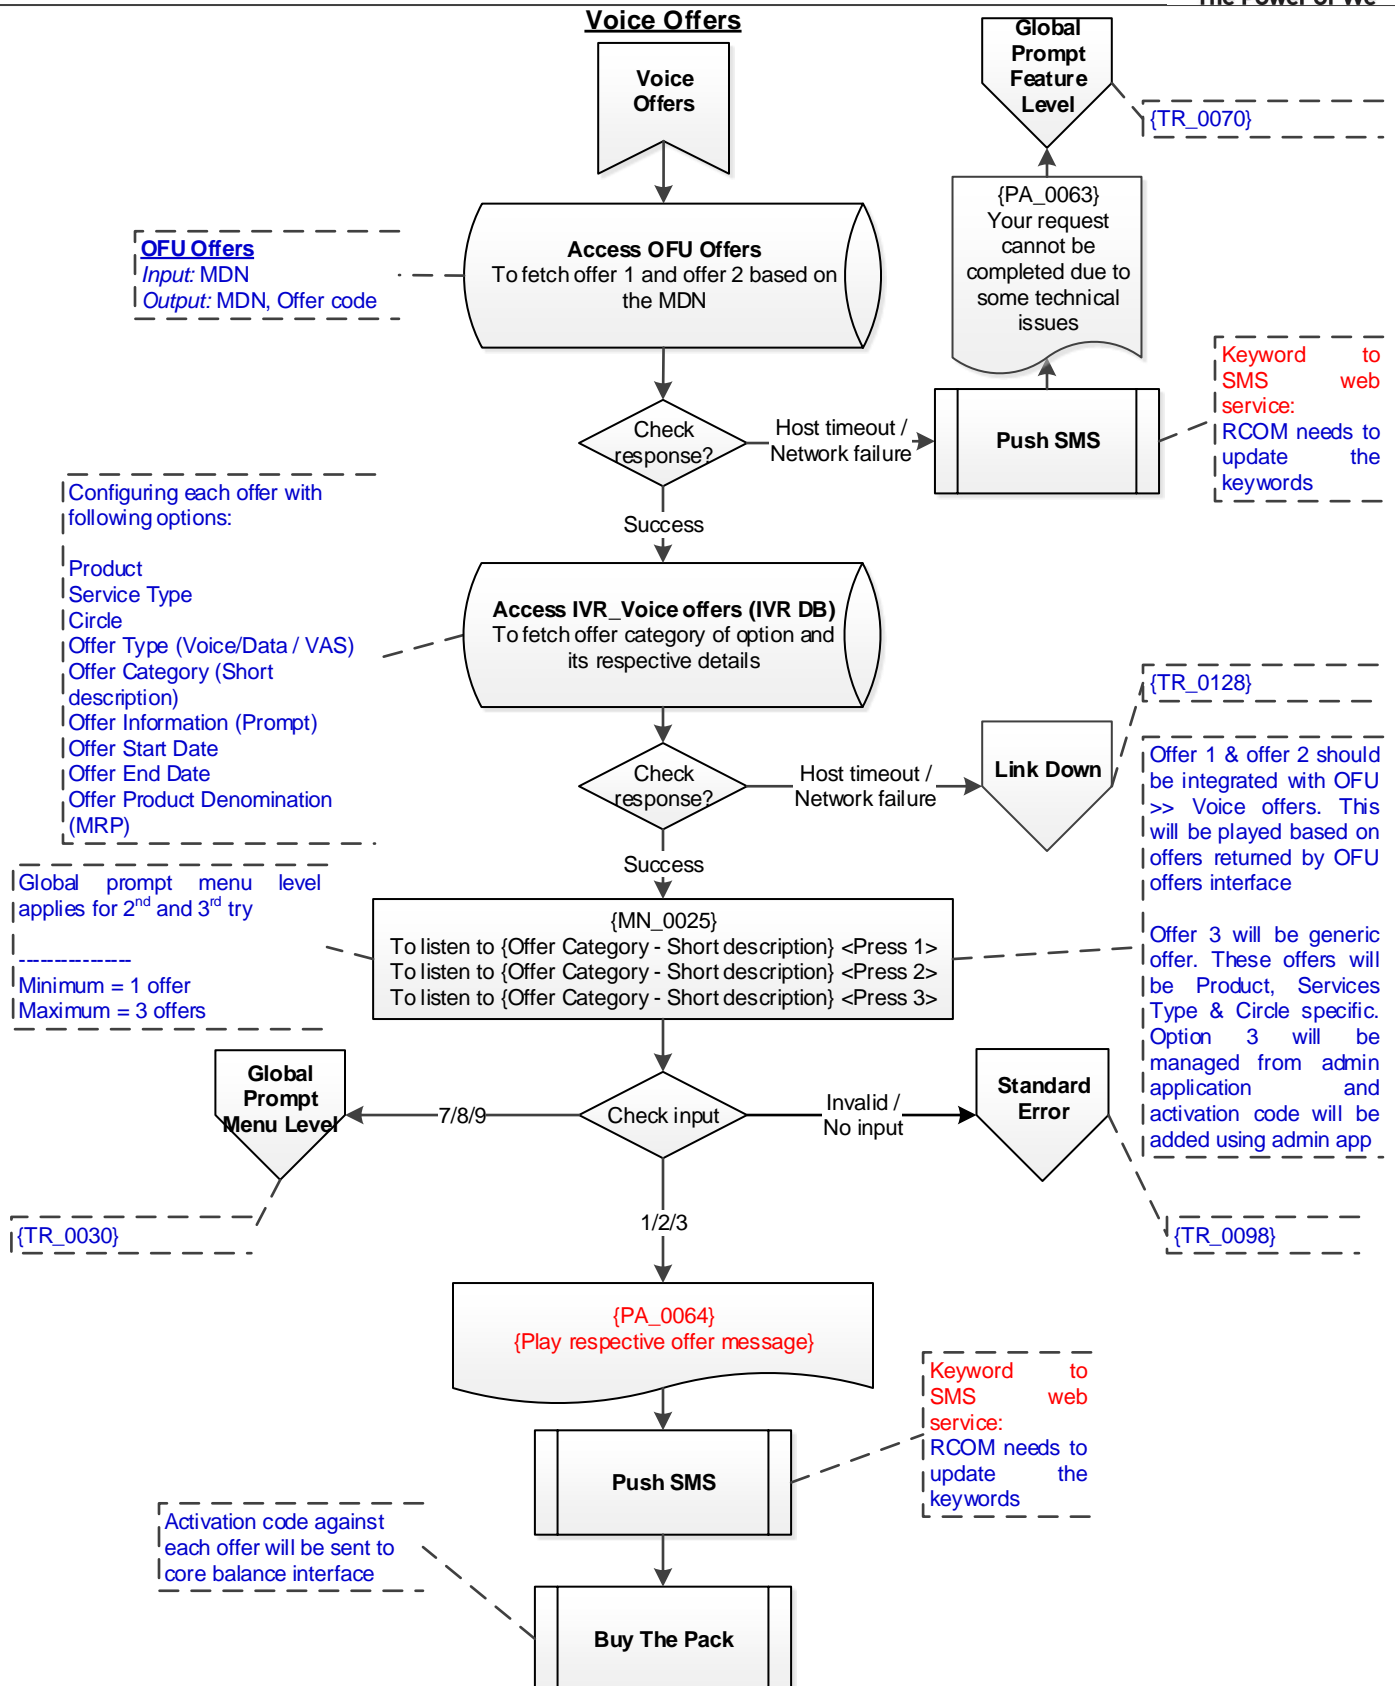 The Power of We
Voice Offers
Voice
Offers
Global
Prompt
Feature
Level
{TR_0070}
{PA_0063}
Your request
cannot be
completed due to
some technical
issues
OFU Offers
Input: MDN
Output: MDN, Offer code
Access OFU Offers
To fetch offer 1 and offer 2 based on
the MDN
Keyword to
SMS web
service:
RCOM needs to
update the
keywords
Check
response?
Host timeout /
Network failure
Push SMS
Success
Configuring each offer with
following options:
Product
Service Type
Circle
Offer Type (Voice/Data / VAS)
Offer Category (Short
description)
Offer Information (Prompt)
Offer Start Date
Offer End Date
Offer Product Denomination
(MRP)
Access IVR_Voice offers (IVR DB)
To fetch offer category of option and
its respective details
{TR_0128}
Check
response?
Host timeout /
Network failure
Link Down
Success
Offer 1 & offer 2 should
be integrated with OFU
>> Voice offers. This
will be played based on
offers returned by OFU
offers interface
Offer 3 will be generic
offer. These offers will
be Product, Services
Type & Circle specific.
Option 3 will be
managed from admin
application and
activation code will be
added using admin app
Global prompt menu level
applies for 2nd and 3rd try
----------------
Minimum = 1 offer
Maximum = 3 offers
{MN_0025}
To listen to {Offer Category - Short description} <Press 1>
To listen to {Offer Category - Short description} <Press 2>
To listen to {Offer Category - Short description} <Press 3>
Global
Prompt
Menu Level
7/8/9
Check input
Invalid /
No input
Standard
Error
{TR_0030}
1/2/3
{TR_0098}
{PA_0064}
{Play respective offer message}
Keyword to
SMS web
service:
RCOM needs to
update the
keywords
Push SMS
Activation code against
each offer will be sent to
core balance interface
Buy The Pack